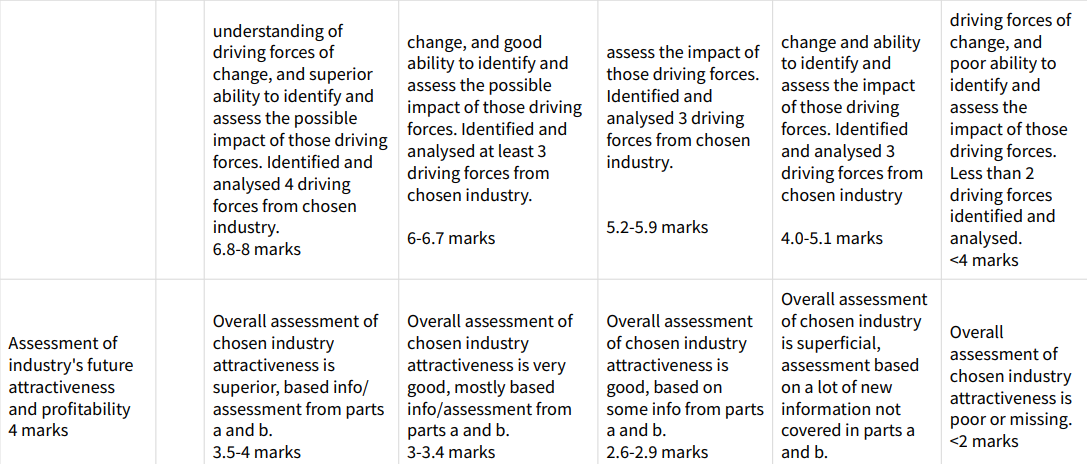 understanding of
driving forces of
change, and superior
ability to identify and
assess the possible
impact of those driving
forces. Identified and
analysed 4 driving
forces from chosen
industry.
6.8-8 marks
change, and good
ability to identify and
assess the possible
impact of those driving
forces. Identified and
analysed at least 3
driving forces from
chosen industry.
6-6.7 marks
assess the impact of
those driving forces.
Identified and
analysed 3 driving
forces from chosen
industry.
5.2-5.9 marks
change and ability
to identify and
assess the impact
of those driving
forces. Identified
and analysed 3
driving forces from
chosen industry
4.0-5.1 marks
driving forces of
change, and
poor ability to
identify and
assess the
impact of those
driving forces.
Less than 2
driving forces
identified and
analysed.
<4 marks
Assessment of
industry's future
attractiveness
and profitability
4 marks
Overall assessment of
chosen industry
attractiveness is
superior, based info/
assessment from parts
a and b.
3.5-4 marks
Overall assessment of
chosen industry
attractiveness is very
good, mostly based
info/assessment from
parts a and b.
3-3.4 marks
Overall assessment
of chosen industry
attractiveness is
good, based on
some info from parts
a and b.
2.6-2.9 marks
Overall assessment
of chosen industry
is superficial,
assessment based
on a lot of new
information not
covered in parts a
and b.
Overall
assessment of
chosen industry
attractiveness is
poor or missing.
<2 marks